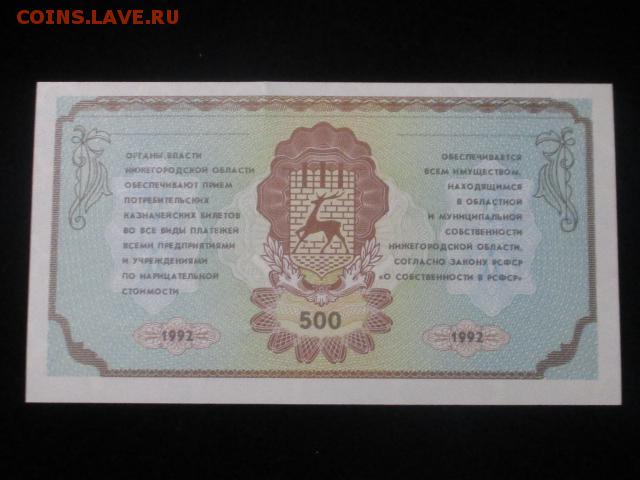 COINS.LAVE.RU
ОРГАНЫ ВЛАСТИ
НИЖЕГОРОДСКОЙ ОБЛАСТИ
ОБЕСПЕЧИВАЮТ ПРИЕМ
ПОТРЕБИТЕЛЬСКИХ
КАЗНАЧЕЙСКИХ БИЛЕТОВ
ВО ВСЕ ВИДЫ ПЛАТЕЖЕЙ
ВСЕМИ ПРЕДПРИЯТИЯМИ
И УЧРЕЖДЕНИЯМИ
ПО НАРИЦАТЕЛЬНОЙ
СТОИМОСТИ
ОБЕСПЕЧИВАЕТСЯ
ВСЕМ ИМУЩЕСТВОМ,
НАХОДЯЩИМСЯ
В ОБЛАСТНОЙ
И МУНИЦИПАЛЬНОЙ
СОБСТВЕННОСТИ
НИЖЕГОРОДСКОЙ ОБЛАСТИ,
СОГЛАСНО ЗАКОНУ РСФСР
«О СОБСТВЕННОСТИ В РСФСР»
1992
500
1992